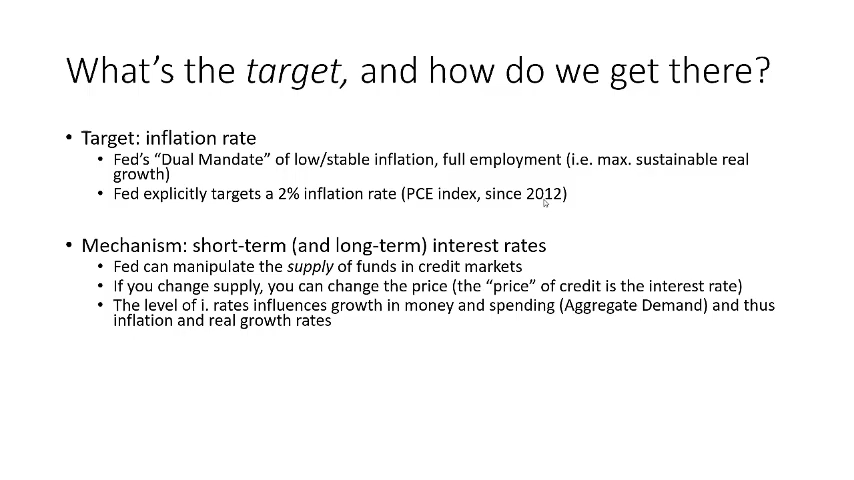 What's the target, and how do we get there?
• Target: inflation rate
• Fed's “Dual Mandate” of low/stable inflation, full employment (i.e. max. sustainable real
growth)
• Fed explicitly targets a 2% inflation rate (PCE index, since 2012)
• Mechanism: short-term (and long-term) interest rates
• Fed can manipulate the supply of funds in credit markets
• If you change supply, you can change the price (the “price” of credit is the interest rate)
• The level of i. rates influences growth in money and spending (Aggregate Demand) and thus
inflation and real growth rates